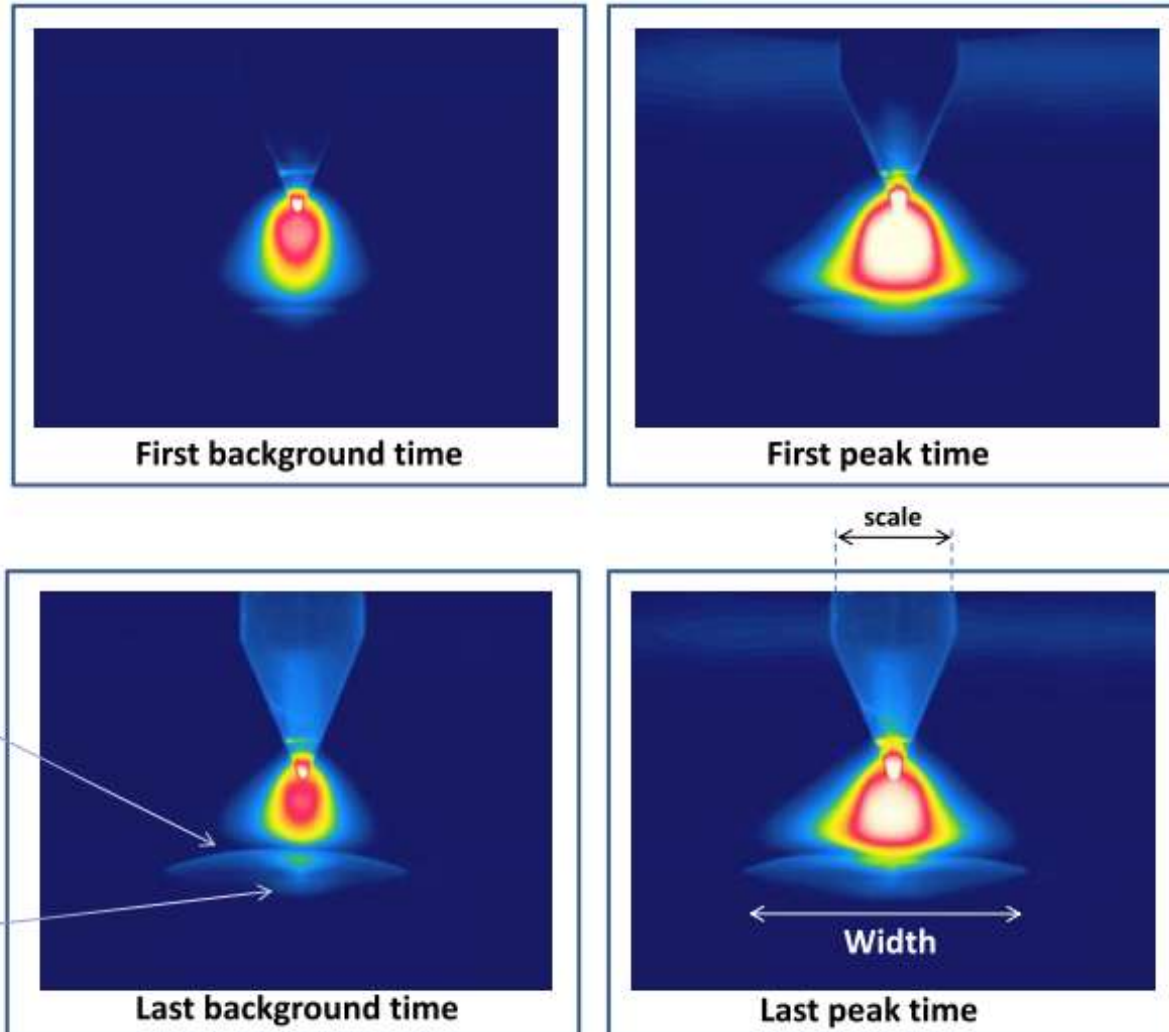 First background time
First peak time
scale
Width
Last background time
Last peak time